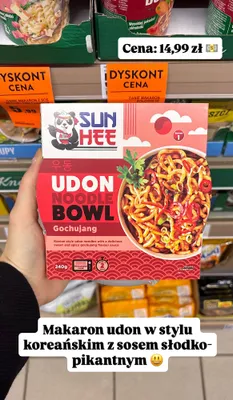 Cena: 14,99 zł
DYSKONT
CENA
DYSKONT
CENA
SUN
HEE
UDON
NOODLE
BOWL
Gochujang
240g
Makaron udon w stylu
koreańskim z sosem słodko-
pikantnym